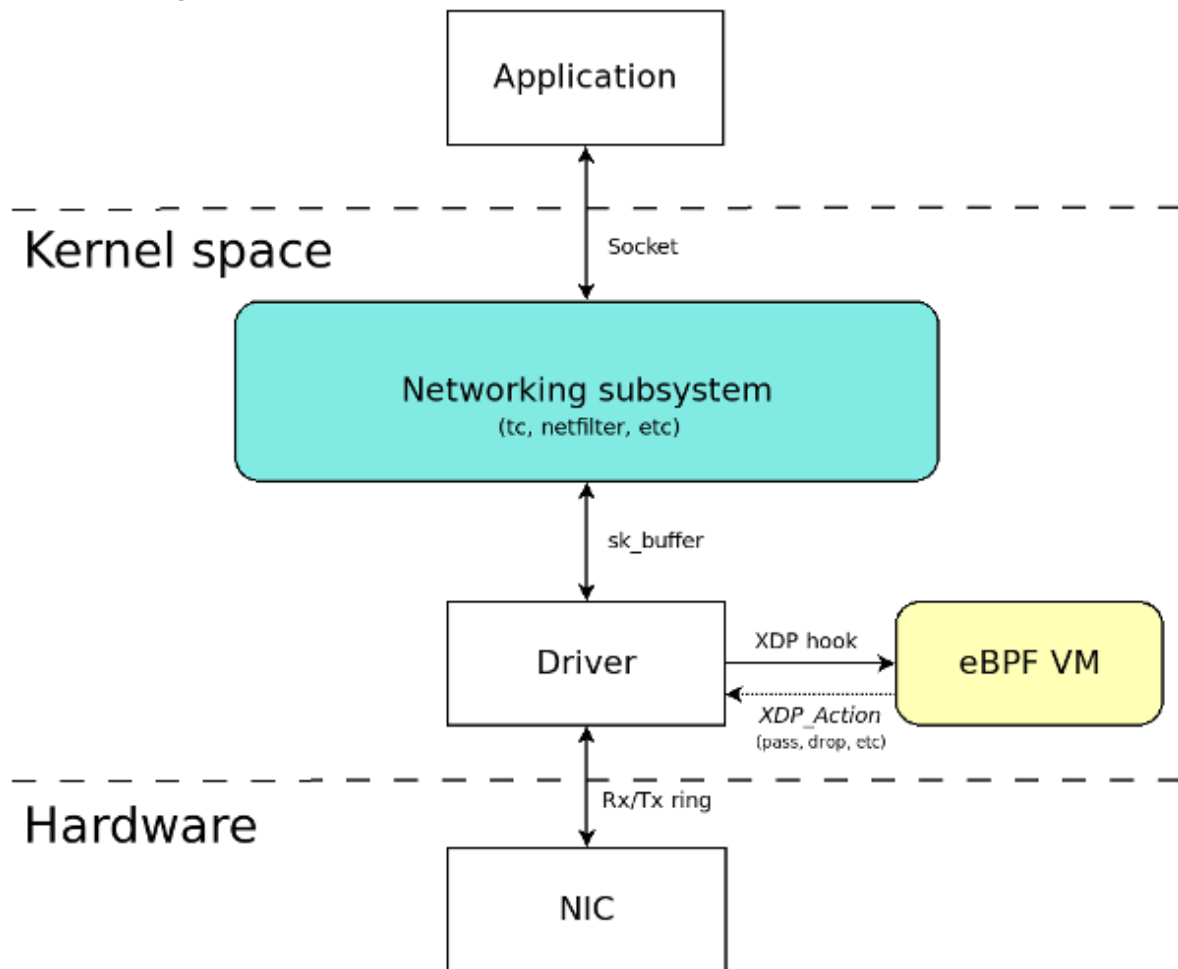 Application
Kernel space
Socket
Networking subsystem
(tc, netfilter, etc)
sk_buffer
Driver
XDP hook
eBPF VM
XDP_Action
(pass, drop, etc)
Hardware
Rx/Tx ring
NIC